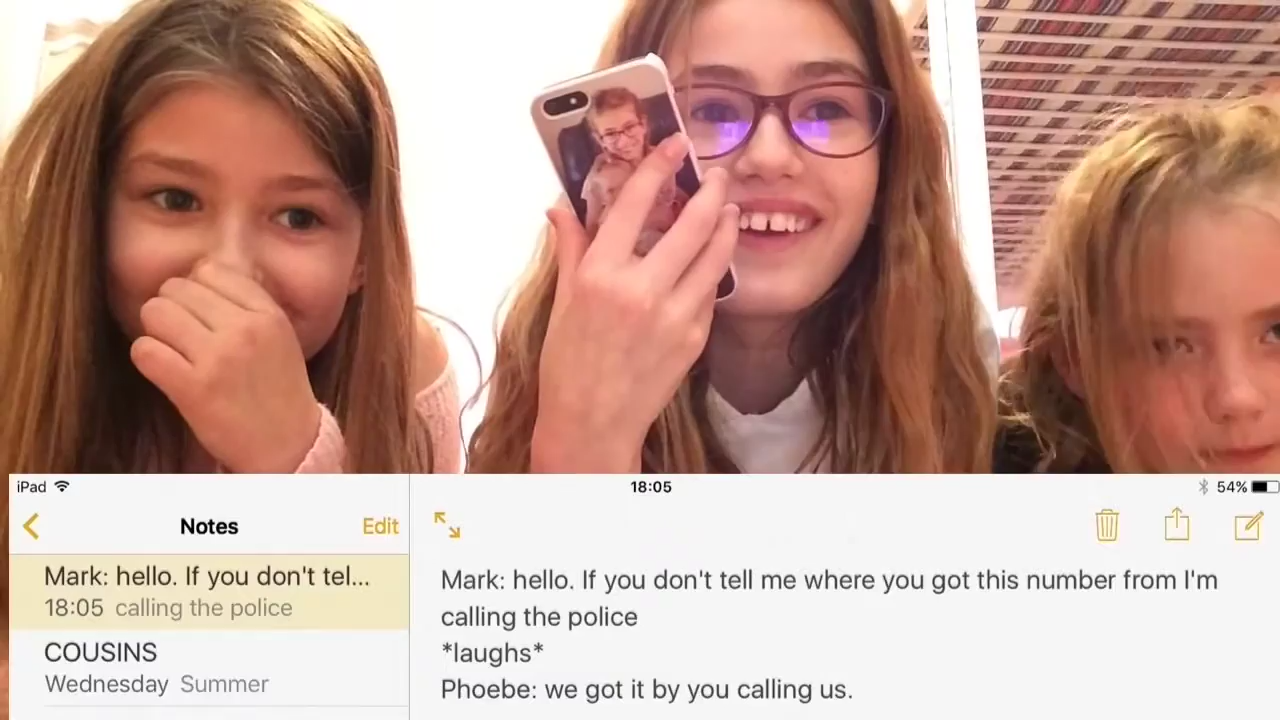 iPad 18:05 54%
Notes Edit
Mark: hello. If you don't tel...
18:05 calling the police
COUSINS
Wednesday Summer
Mark: hello. If you don't tell me where you got this number from I'm
calling the police
*laughs*
Phoebe: we got it by you calling us.